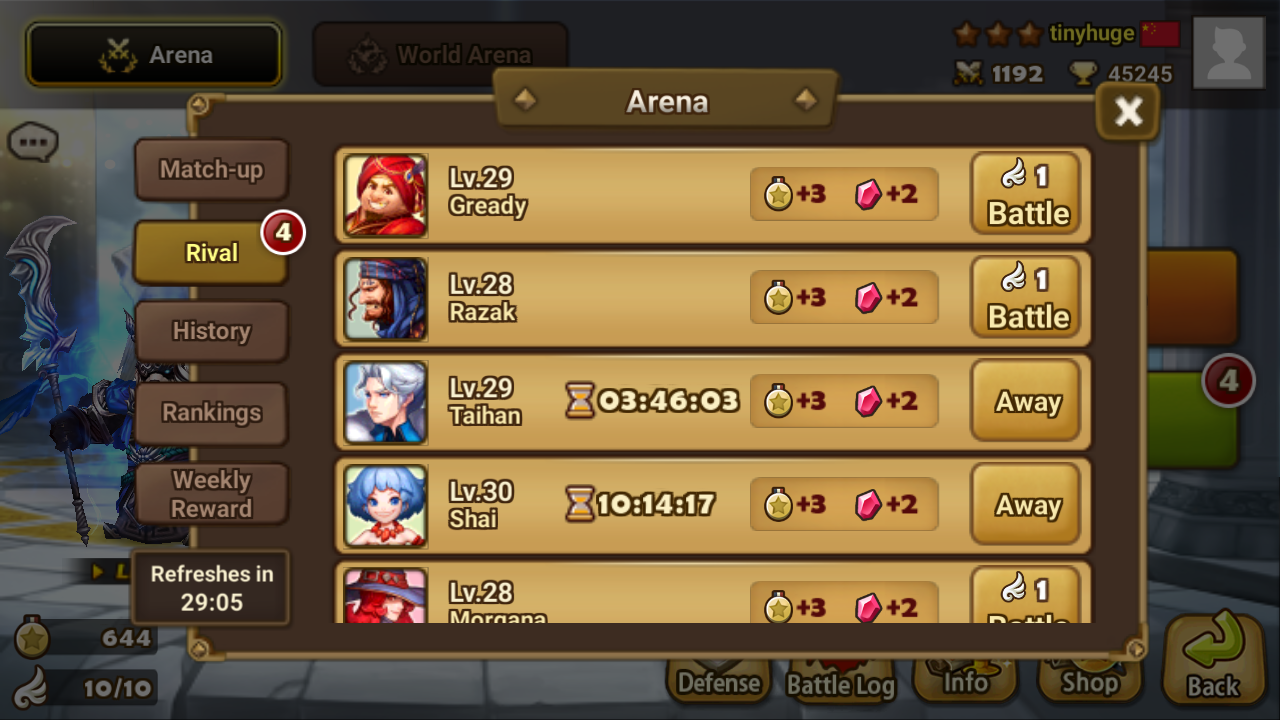 Arena
World Arena
tinyhuge
1192
45245
Arena
X
Match-up
Rival
4
History
Rankings
Weekly
Reward
Refreshes in
29:05
Lv.29
Gready
+3
+2
1
Battle
Lv.28
Razak
+3
+2
1
Battle
Lv.29
Taihan
03:46:03
+3
+2
Away
Lv.30
Shai
10:14:17
+3
+2
Away
Lv.28
Morgana
+3
+2
1
Battle
4
L
644
10/10
Defense
Battle Log
Info
Shop
Back